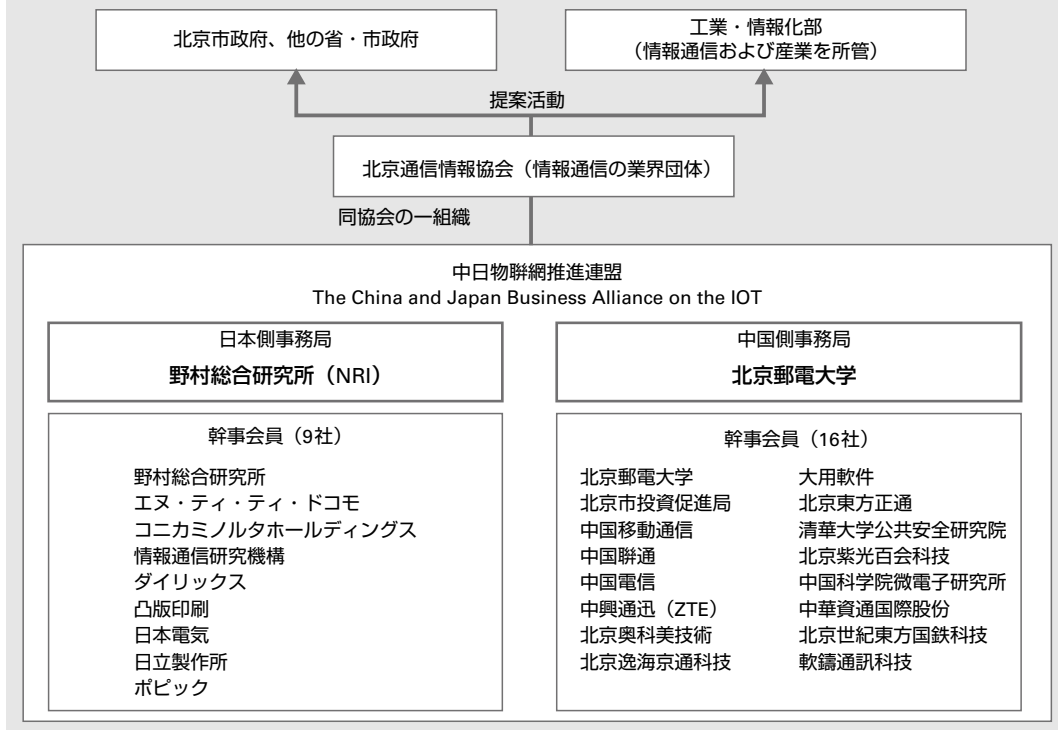 北京市政府、他の省・市政府
工業・情報化部
（情報通信および産業を所管）
提案活動
北京通信情報協会（情報通信の業界団体）
同協会の一組織
中日物聨網推進連盟
The China and Japan Business Alliance on the IOT
日本側事務局
野村総合研究所（NRI）
中国側事務局
北京郵電大学
幹事会員（9社）
野村総合研究所
エヌ・ティ・ティ・ドコモ
コニカミノルタホールディングス
情報通信研究機構
ダイリックス
凸版印刷
日本電気
日立製作所
ポピック
幹事会員（16社）
北京郵電大学
北京市投資促進局
中国移動通信
中国聨通
中国電信
中興通迅（ZTE）
北京奥科美技術
北京逸海京通科技
大用軟件
北京東方正通
清華大学公共安全研究院
北京紫光百会科技
中国科学院微電子研究所
中華資通国際股份
北京世紀東方国鉄科技
軟鑄通訊科技